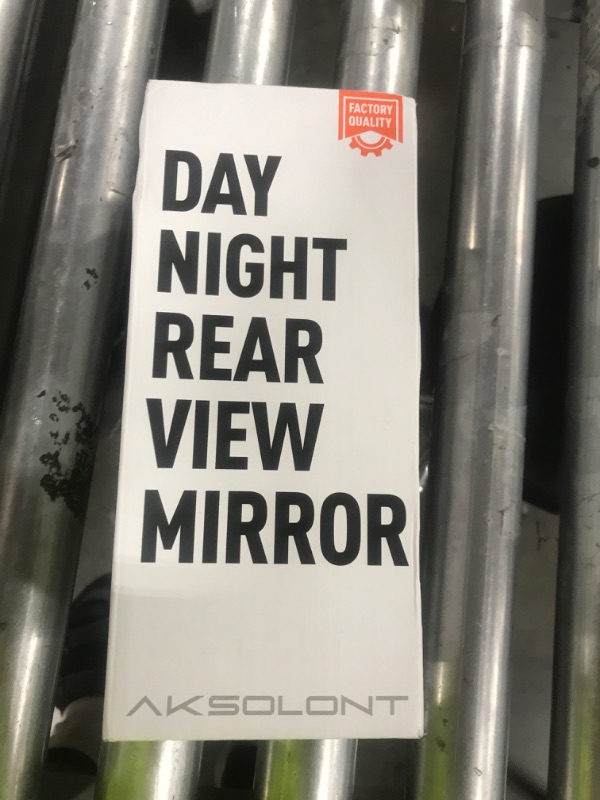 FACTORY
QUALITY
DAY
NIGHT
REAR
VIEW
MIRROR
AKSOLONT